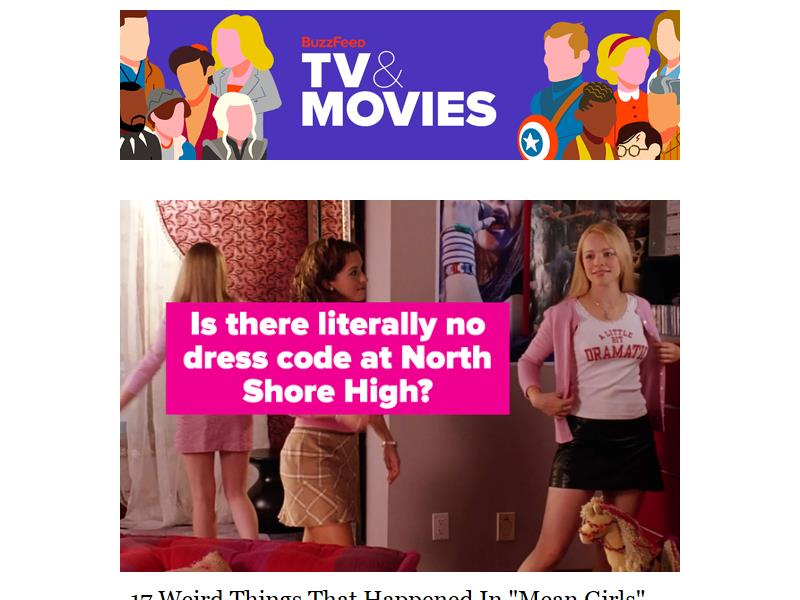 BuzzFeed
TV&
MOVIES
Is there literally no
dress code at North
Shore High?
A LITTLE
BIT
DRAMATIC
17 Weird Things That Happened In "Mean Girls"